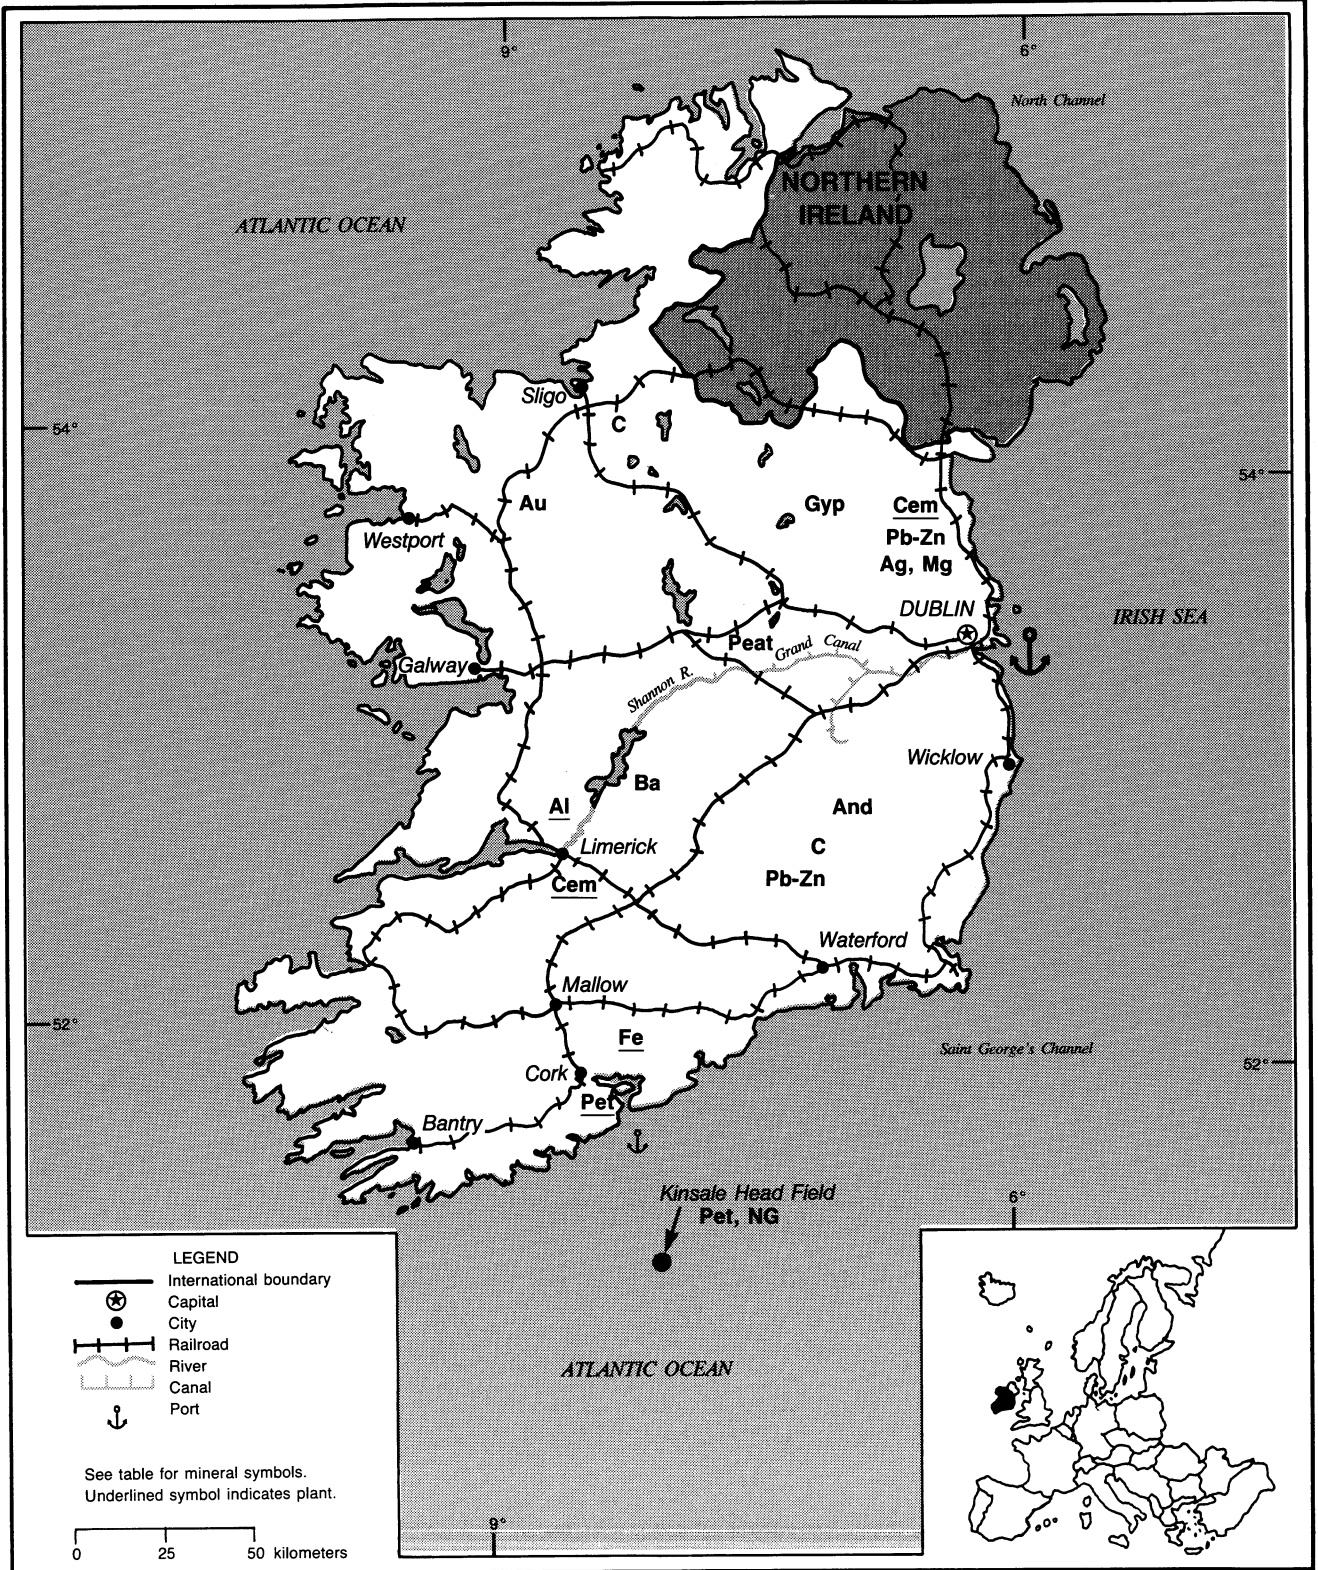 9°
6°
North Channel
NORTHERN
IRELAND
ATLANTIC OCEAN
Sligo
C
54°
54°
Au
Gyp
Cem
Westport
Pb-Zn
Ag, Mg
DUBLIN
IRISH SEA
Peat
Grand Canal
Galway
Shannon R.
Wicklow
Ba
Al
And
Limerick
C
Cem
Pb-Zn
Waterford
Mallow
52°
Fe
Saint George's Channel
52°
Cork
Pet
Bantry
Kinsale Head Field
Pet, NG
6°
LEGEND
International boundary
Capital
City
Railroad
River
Canal
Port
ATLANTIC OCEAN
See table for mineral symbols.
Underlined symbol indicates plant.
9°
0 25 50 kilometers